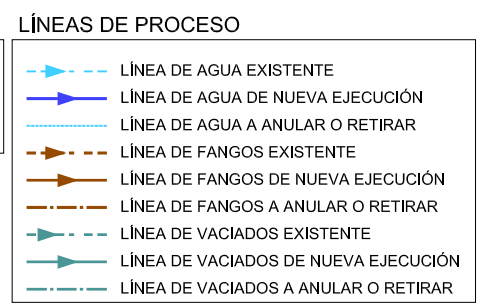 LÍNEAS DE PROCESO
LÍNEA DE AGUA EXISTENTE
LÍNEA DE AGUA DE NUEVA EJECUCIÓN
LÍNEA DE AGUA A ANULAR O RETIRAR
LÍNEA DE FANGOS EXISTENTE
LÍNEA DE FANGOS DE NUEVA EJECUCIÓN
LÍNEA DE FANGOS A ANULAR O RETIRAR
LÍNEA DE VACIADOS EXISTENTE
LÍNEA DE VACIADOS DE NUEVA EJECUCIÓN
LÍNEA DE VACIADOS A ANULAR O RETIRAR